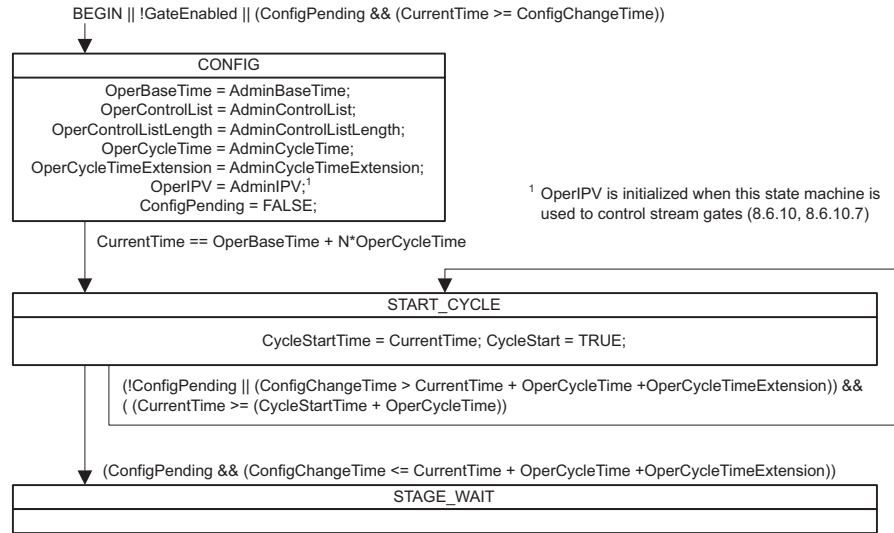 BEGIN || !GateEnabled || (ConfigPending && (CurrentTime >= ConfigChangeTime))
CONFIG
OperBaseTime = AdminBaseTime;
OperControlList = AdminControlList;
OperControlListLength = AdminControlListLength;
OperCycleTime = AdminCycleTime;
OperCycleTimeExtension = AdminCycleTimeExtension;
OperIPV = AdminIPV;1
ConfigPending = FALSE;
1 OperIPV is initialized when this state machine is
used to control stream gates (8.6.10, 8.6.10.7)
CurrentTime == OperBaseTime + N*OperCycleTime
START_CYCLE
CycleStartTime = CurrentTime; CycleStart = TRUE;
(!ConfigPending || (ConfigChangeTime > CurrentTime + OperCycleTime +OperCycleTimeExtension)) &&
( (CurrentTime >= (CycleStartTime + OperCycleTime))
(ConfigPending && (ConfigChangeTime <= CurrentTime + OperCycleTime +OperCycleTimeExtension))
STAGE_WAIT